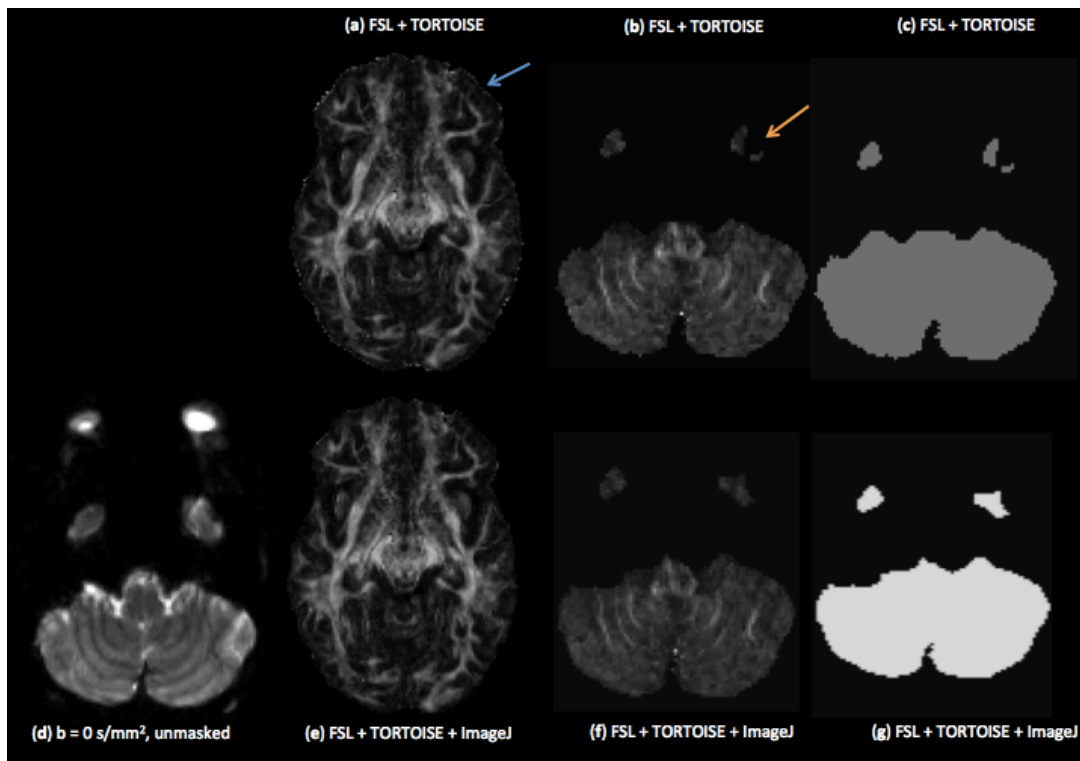 (a) FSL + TORTOISE
(b) FSL + TORTOISE
(c) FSL + TORTOISE
(d) b = 0 s/mm², unmasked
(e) FSL + TORTOISE + ImageJ
(f) FSL + TORTOISE + ImageJ
(g) FSL + TORTOISE + ImageJ